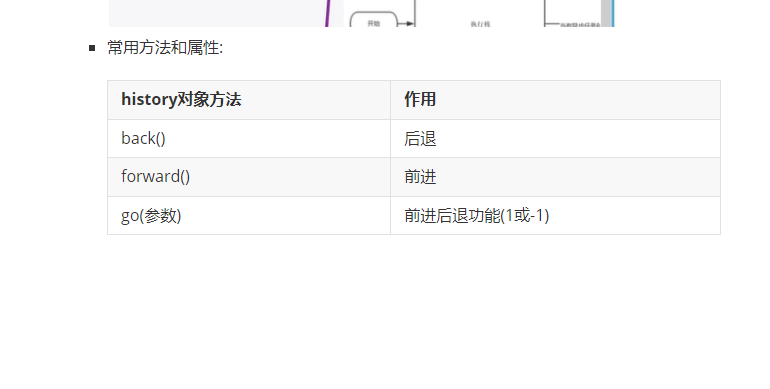 开始
执行栈
常用方法和属性:
history对象方法 作用
back() 后退
forward() 前进
go(参数) 前进后退功能(1或-1)